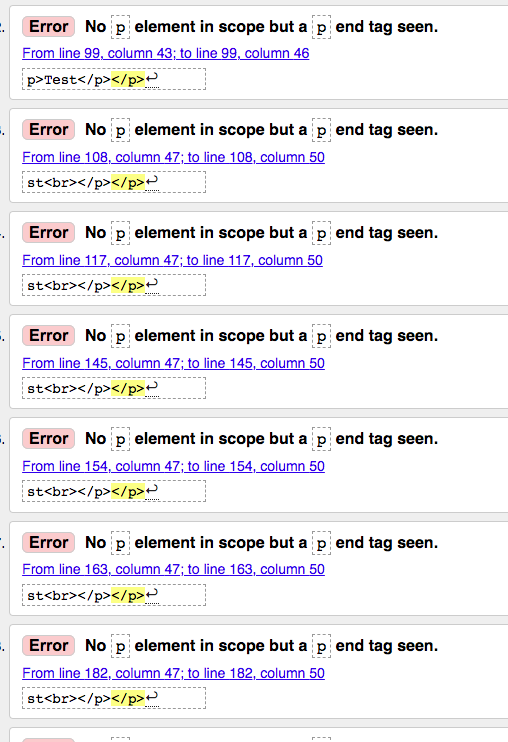 2. Error No p element in scope but a p end tag seen.
From line 99, column 43; to line 99, column 46
p>Test</p></p>↩
Error No p element in scope but a p end tag seen.
From line 108, column 47; to line 108, column 50
st<br></p></p>↩
Error No p element in scope but a p end tag seen.
From line 117, column 47; to line 117, column 50
st<br></p></p>↩
Error No p element in scope but a p end tag seen.
From line 145, column 47; to line 145, column 50
st<br></p></p>↩
Error No p element in scope but a p end tag seen.
From line 154, column 47; to line 154, column 50
st<br></p></p>↩
Error No p element in scope but a p end tag seen.
From line 163, column 47; to line 163, column 50
st<br></p></p>↩
Error No p element in scope but a p end tag seen.
From line 182, column 47; to line 182, column 50
st<br></p></p>↩